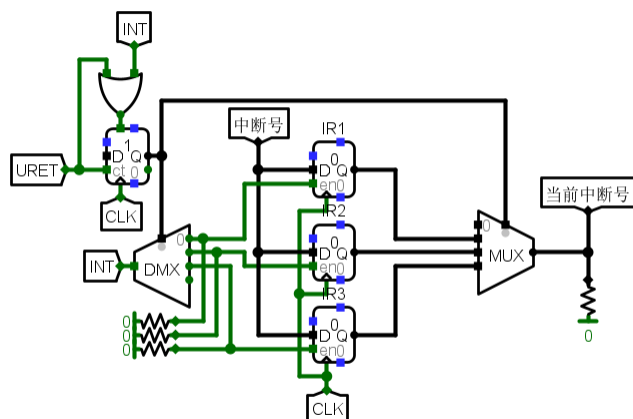 INT
中断号
IR1
1
0
D Q
D Q
URET
ct 0
en0
CLK
IR2
当前中断号
0
0
0
D Q
MUX
INT
DMX
IR3
0
D Q
0
0
0
en0
en0
0
CLK